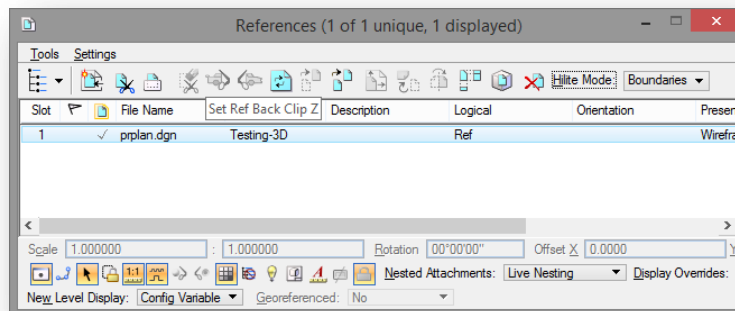 References (1 of 1 unique, 1 displayed)
Tools Settings
Hilite Mode: Boundaries
Slot File Name Description Logical Orientation Presen
Set Ref Back Clip Z
1 prplan.dgn Testing-3D Ref Wirefra
Scale 1.000000 : 1.000000 Rotation 00°00'00" Offset X 0.0000 Y
1:1 Nested Attachments: Live Nesting Display Overrides:
New Level Display: Config Variable Georeferenced: No